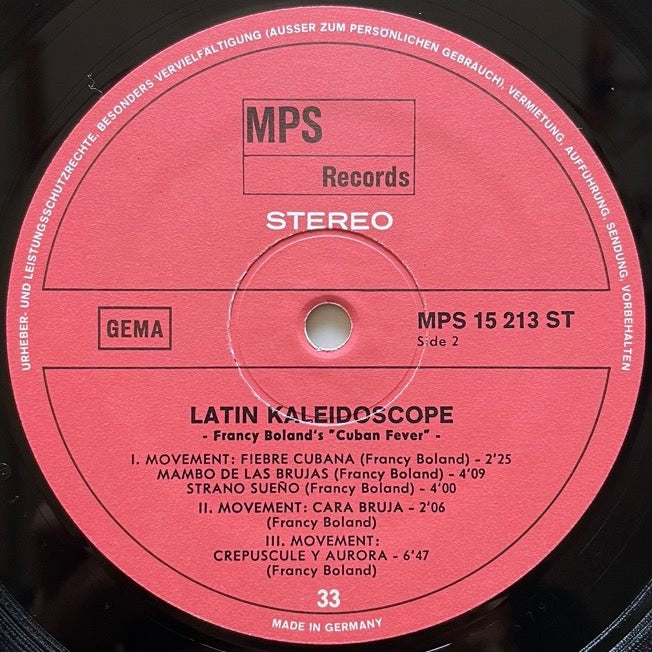 URHEBER- UND LEISTUNGSSCHUTZRECHTE, BESONDERS VERVIELFÄLTIGUNG (AUSSER ZUM PERSÖNLICHEN GEBRAUCH), VERMIETUNG, AUFFÜHRUNG, SENDUNG, VORBEHALTEN
MPS
Records
STEREO
GEMA
MPS 15 213 ST
Side 2
LATIN KALEIDOSCOPE
- Francy Boland's "Cuban Fever" -
I. MOVEMENT: FIEBRE CUBANA (Francy Boland) - 2'25
MAMBO DE LAS BRUJAS (Francy Boland) - 4'09
STRANO SUEÑO (Francy Boland) - 4'00
II. MOVEMENT: CARA BRUJA - 2'06
(Francy Boland)
III. MOVEMENT:
CREPUSCULE Y AURORA - 6'47
(Francy Boland)
33
MADE IN GERMANY